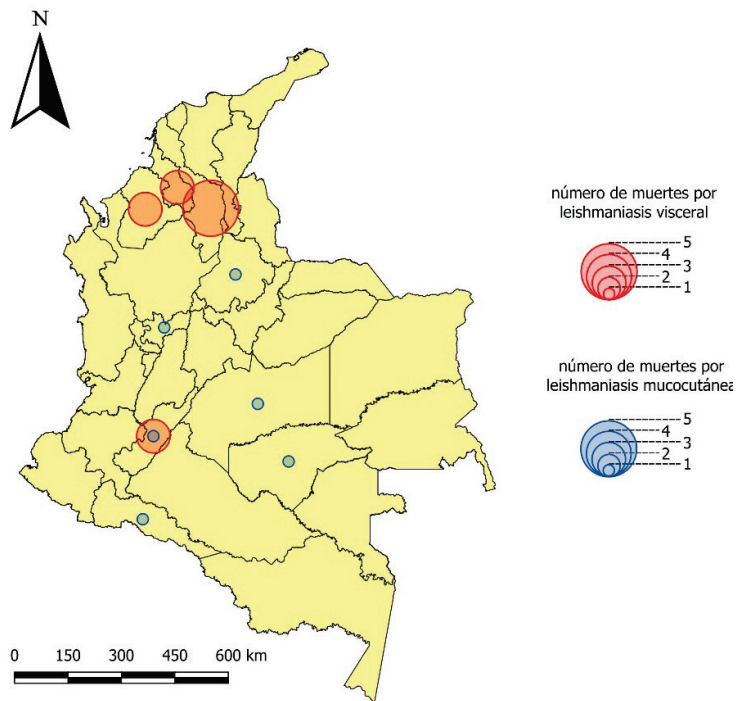 N
número de muertes por
leishmaniasis visceral
5
4
3
2
1
número de muertes por
leishmaniasis mucocutánea
5
4
3
2
1
0 150 300 450 600 km